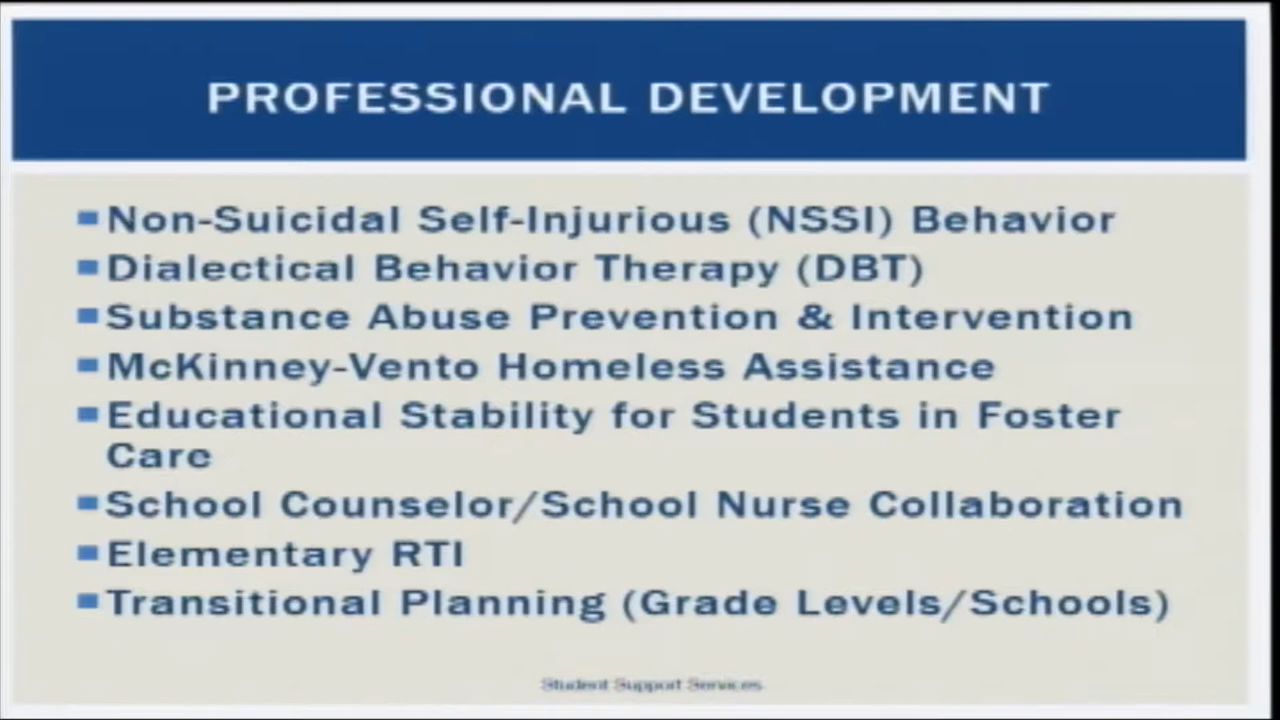 PROFESSIONAL DEVELOPMENT
Non-Suicidal Self-Injurious (NSSI) Behavior
Dialectical Behavior Therapy (DBT)
Substance Abuse Prevention & Intervention
McKinney-Vento Homeless Assistance
Educational Stability for Students in Foster
Care
School Counselor/School Nurse Collaboration
Elementary RTI
Transitional Planning (Grade Levels/Schools)
Student Support Services